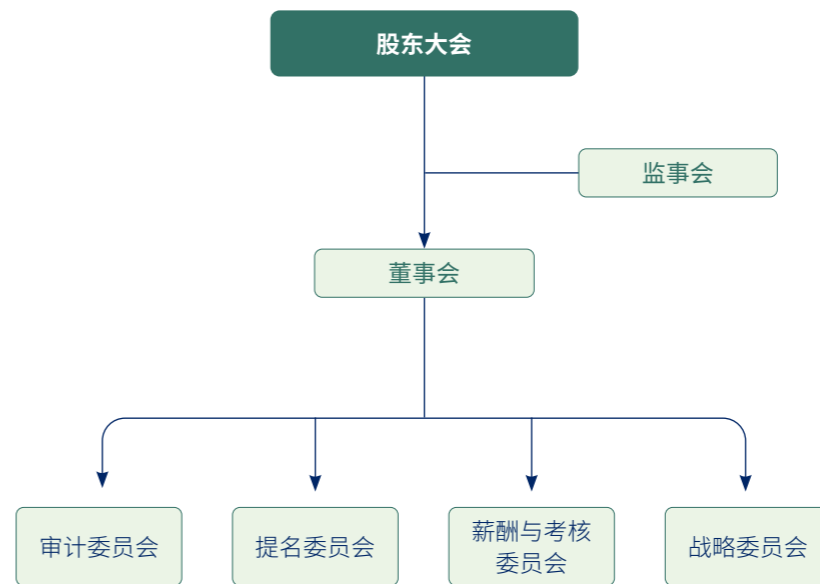 股东大会
监事会
董事会
审计委员会
提名委员会
薪酬与考核
委员会
战略委员会